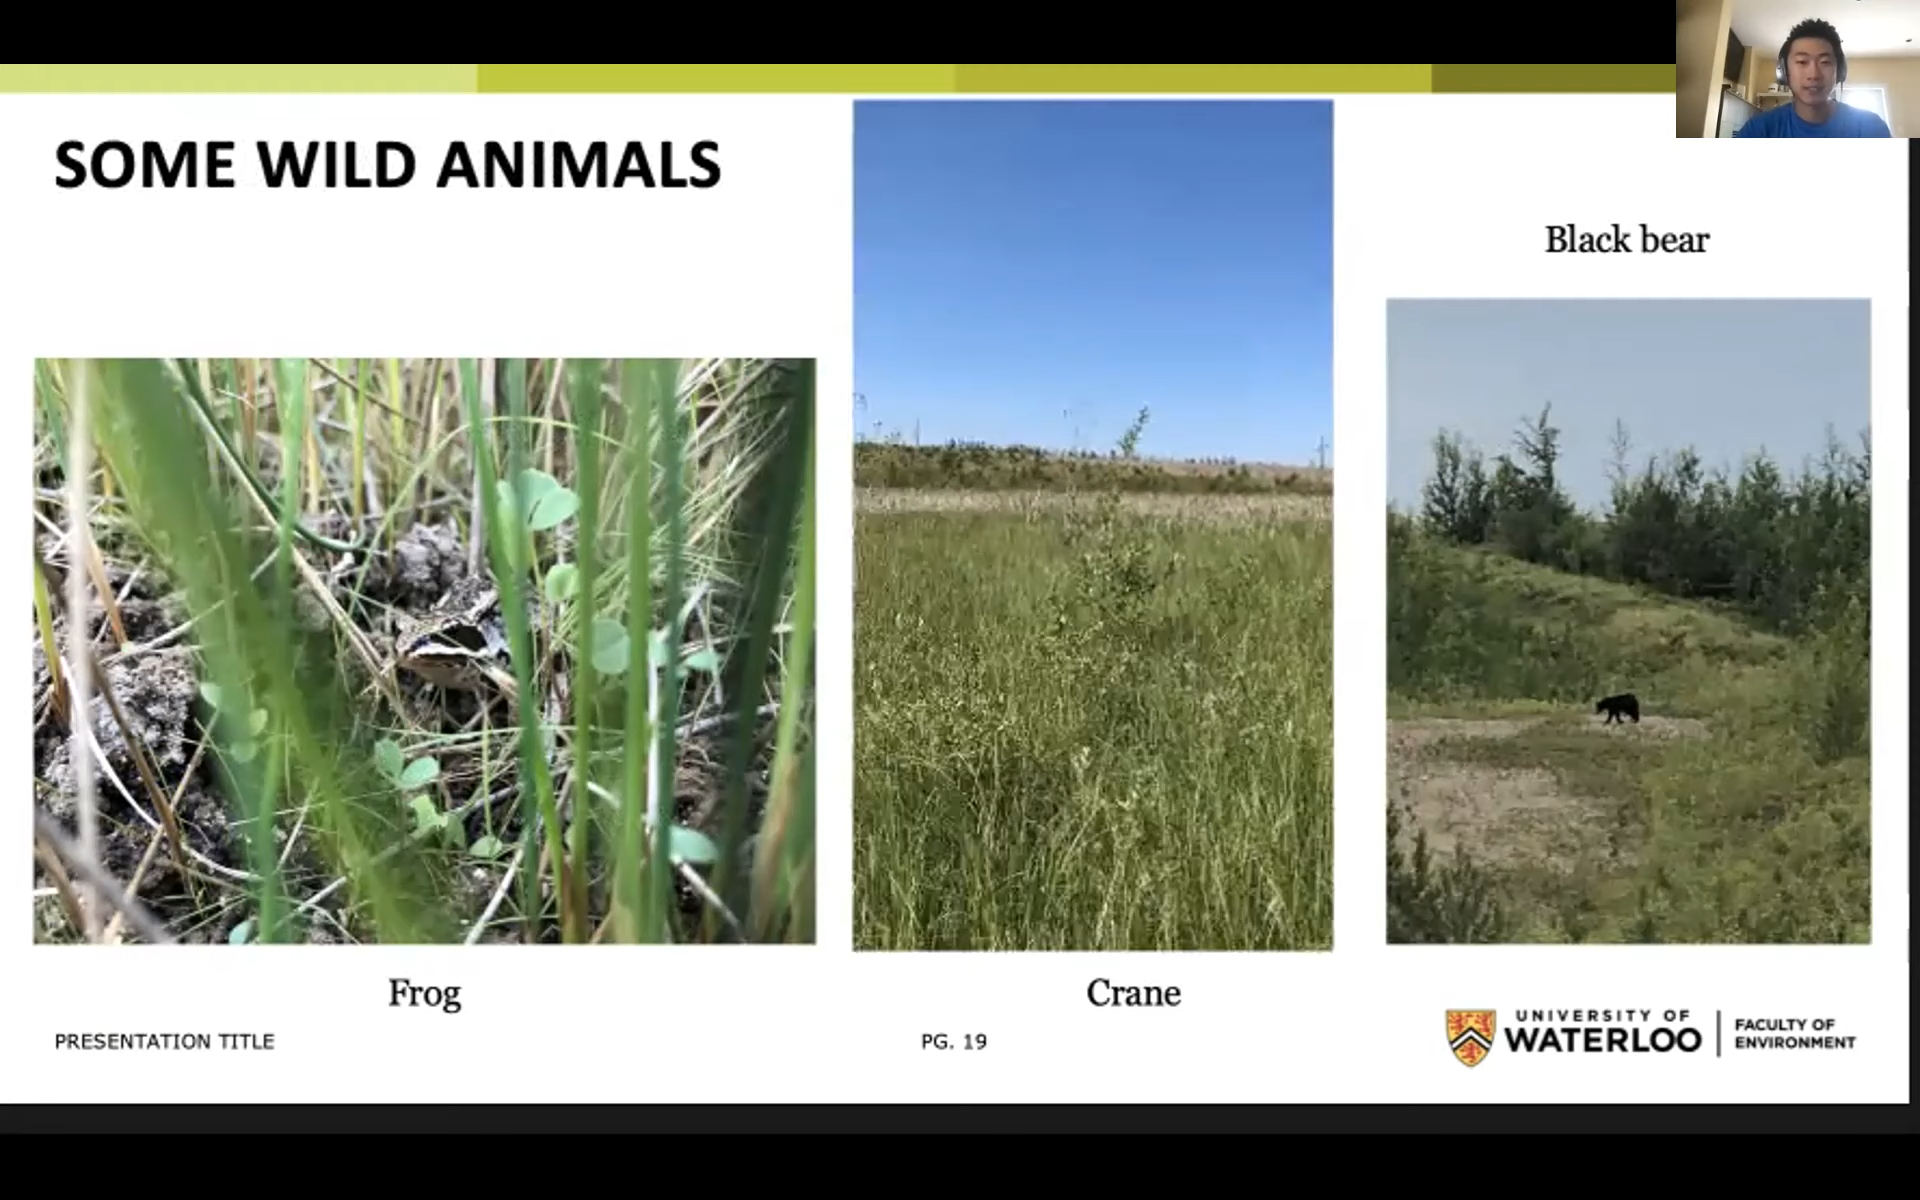 SOME WILD ANIMALS
Black bear
Frog
Crane
PRESENTATION TITLE
PG. 19
UNIVERSITY OF
WATERLOO
FACULTY OF
ENVIRONMENT